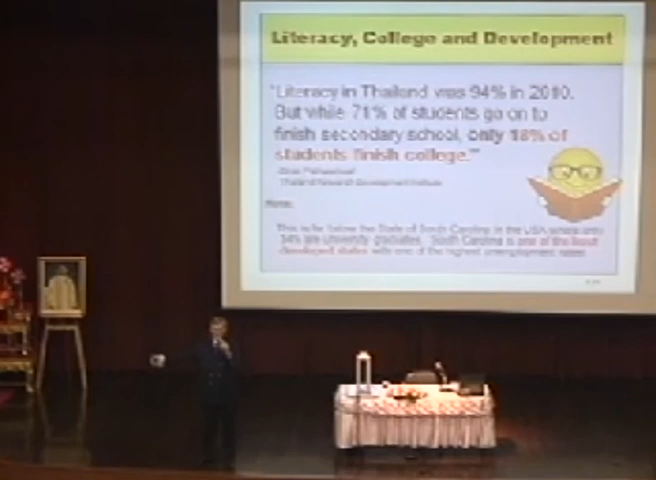 Literacy, College and Development
"Literacy in Thailand was 94% in 2010.
But while 71% of students go on to
finish secondary school, only 18% of
students finish college."
Thailand Research Development Institute
Note:
This is far below the State of South Carolina in the USA where only
34% are university graduates. South Carolina is one of the least
developed states with one of the highest unemployment rates